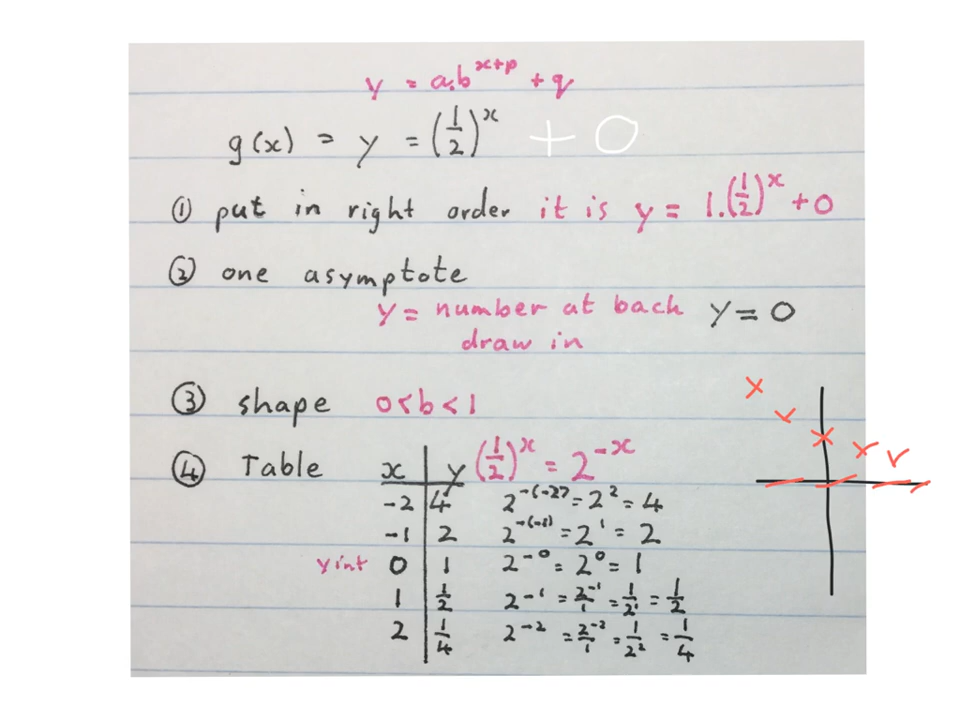 y = a.b^(x+p) + q
g(x) = y = (1/2)^x + 0
① put in right order it is y = 1.(1/2)^x + 0
② one asymptote
y = number at bach y = 0
draw in
③ shape 0<b<1
④ Table x | y (1/2)^x = 2^-x
-2 | 4 2^-(-2) = 2^2 = 4
-1 | 2 2^-(-1) = 2^1 = 2
y int 0 | 1 2^-0 = 2^0 = 1
1 | 1/2 2^-1 = 2^-1/1 = 1/2^1 = 1/2
2 | 1/4 2^-2 = 2^-2/1 = 1/2^2 = 1/4